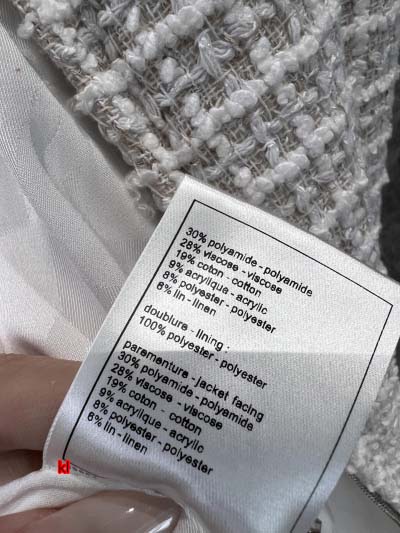 30% polyamide - polyamide
28% viscose - viscose
19% coton - cotton
9% acrylique - acrylic
8% polyester - polyester
6% lin - linen
doublure - lining :
100% polyester - polyester
parementure - jacket facing
30% polyamide - polyamide
28% viscose - viscose
19% coton - cotton
9% acrylique - acrylic
8% polyester - polyester
6% lin - linen
kl